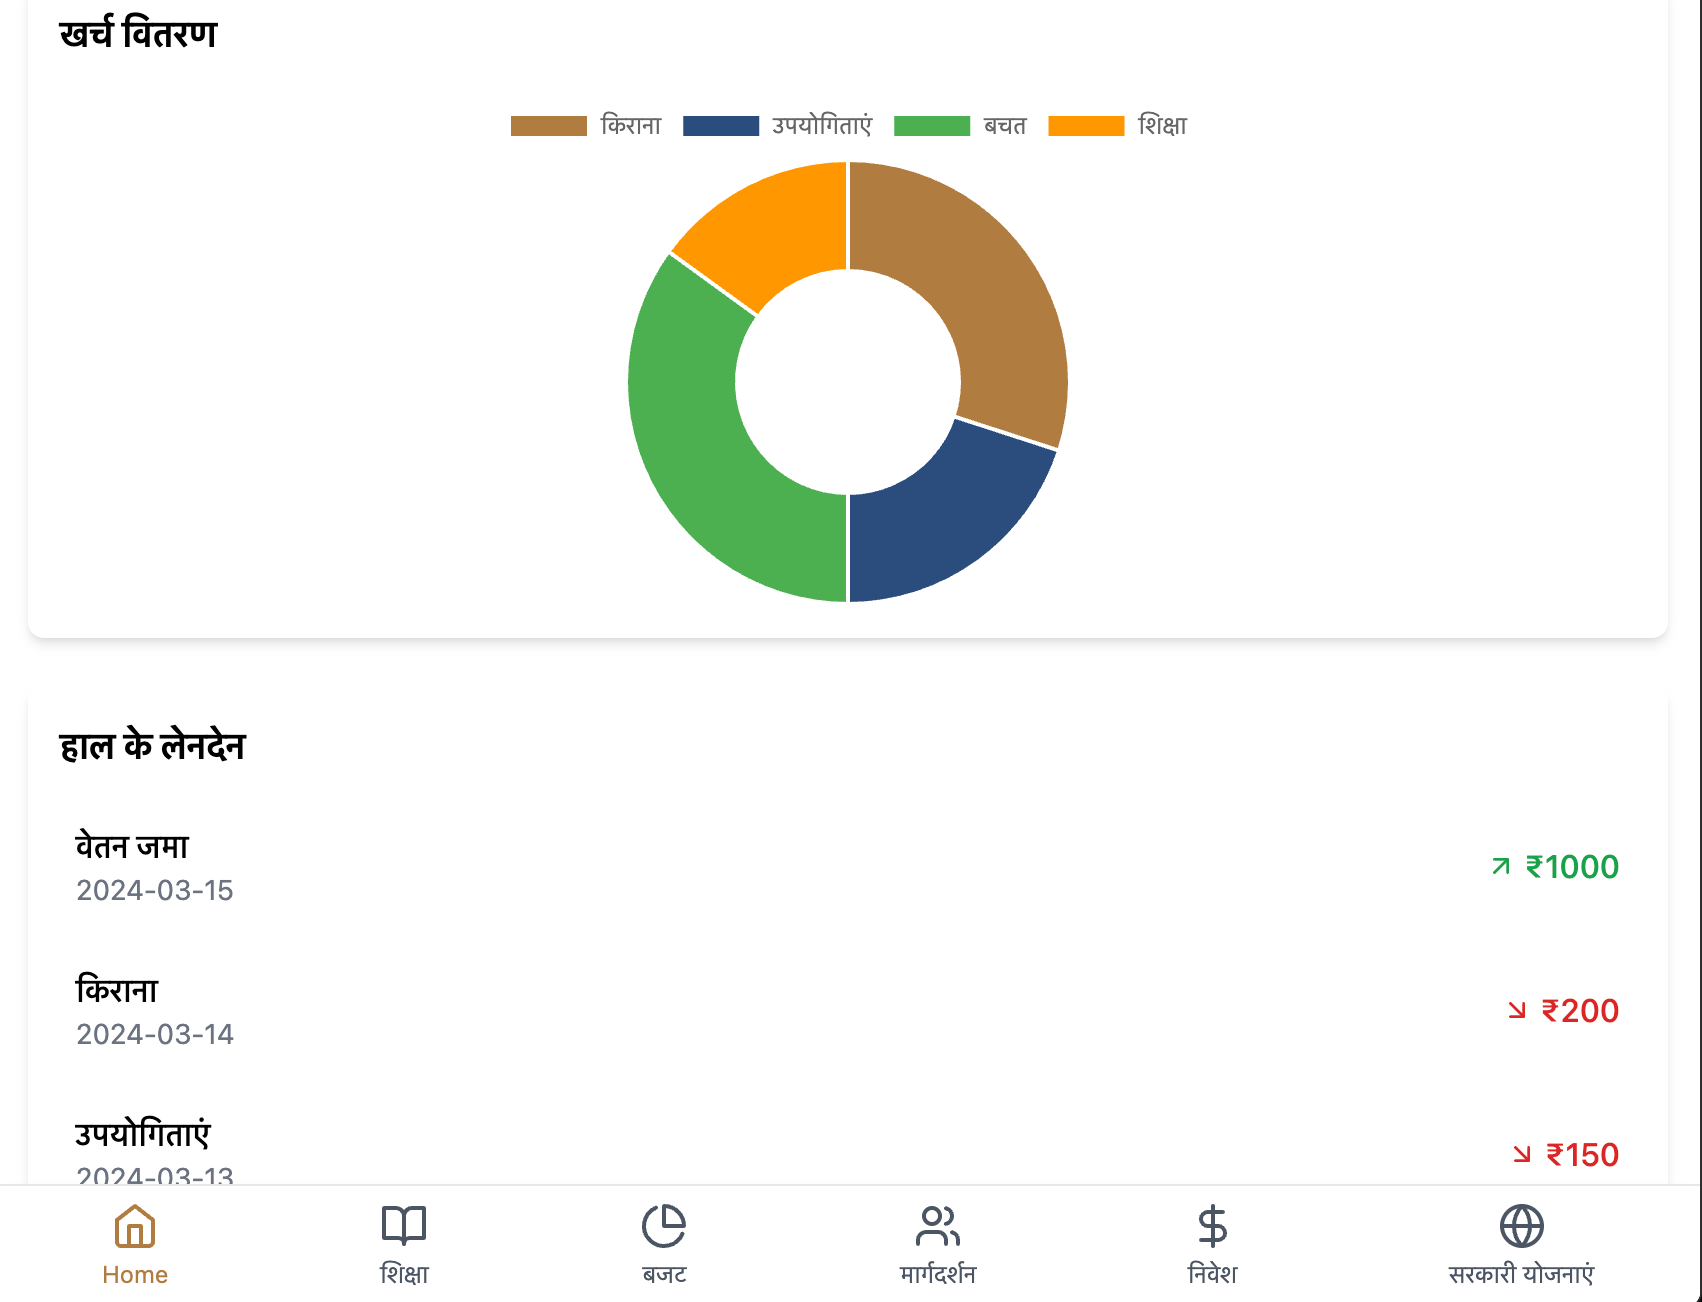 खर्च वितरण
किराना उपयोगिताएं बचत शिक्षा
हाल के लेनदेन
वेतन जमा
2024-03-15
₹1000
किराना
2024-03-14
₹200
उपयोगिताएं
2024-03-13
₹150
Home शिक्षा बजट मार्गदर्शन निवेश सरकारी योजनाएं